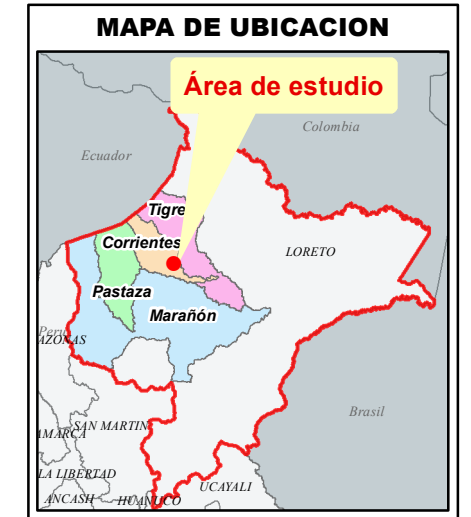 MAPA DE UBICACION
Área de estudio
Colombia
Ecuador
Tigre
Corrientes
LORETO
Pastaza
Marañón
Perú
AZONAS
Brasil
SAN MARTIN
AMARCA
LA LIBERTAD
UCAYALI
ANCASH
HUANUCO